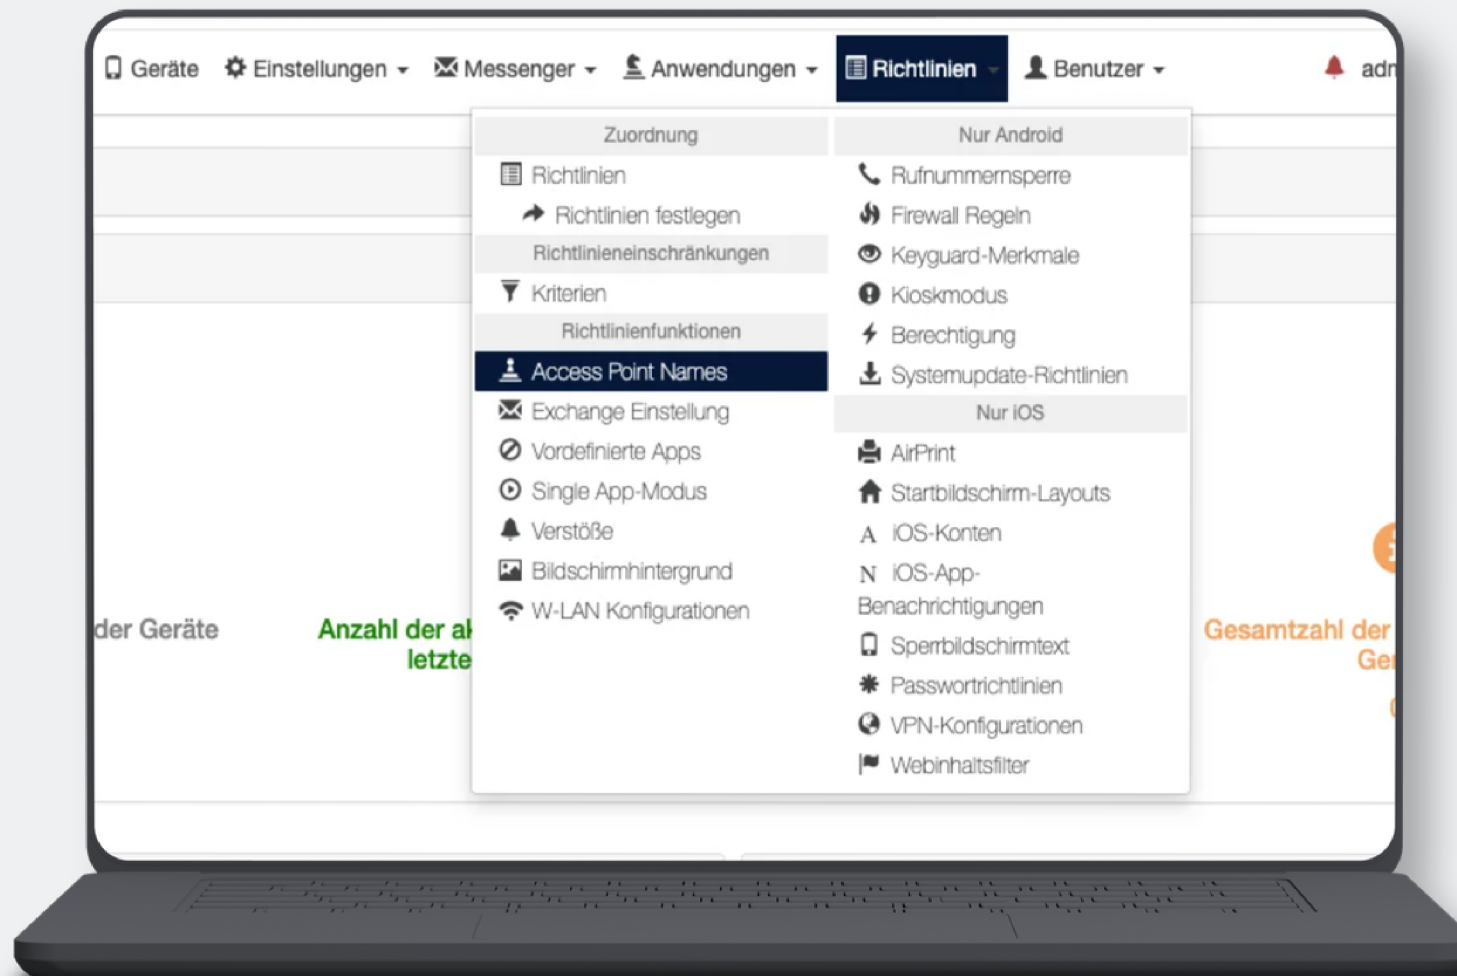 Geräte Einstellungen Messenger Anwendungen Richtlinien Benutzer
Zuordnung
Richtlinien
Richtlinien festlegen
Richtlinieneinschränkungen
Kriterien
Richtlinienfunktionen
Access Point Names
Exchange Einstellung
Vordefinierte Apps
Single App-Modus
Verstöße
Bildschirmhintergrund
W-LAN Konfigurationen
Nur Android
Rufnummernsperre
Firewall Regeln
Keyguard-Merkmale
Kioskmodus
Berechtigung
Systemupdate-Richtlinien
Nur iOS
AirPrint
Startbildschirm-Layouts
A iOS-Konten
N iOS-App-
Benachrichtigungen
Sperrbildschirmtext
Passwortrichtlinien
VPN-Konfigurationen
Webinhaltsfilter
der Geräte
Anzahl der
letzte
Gesamtzahl der